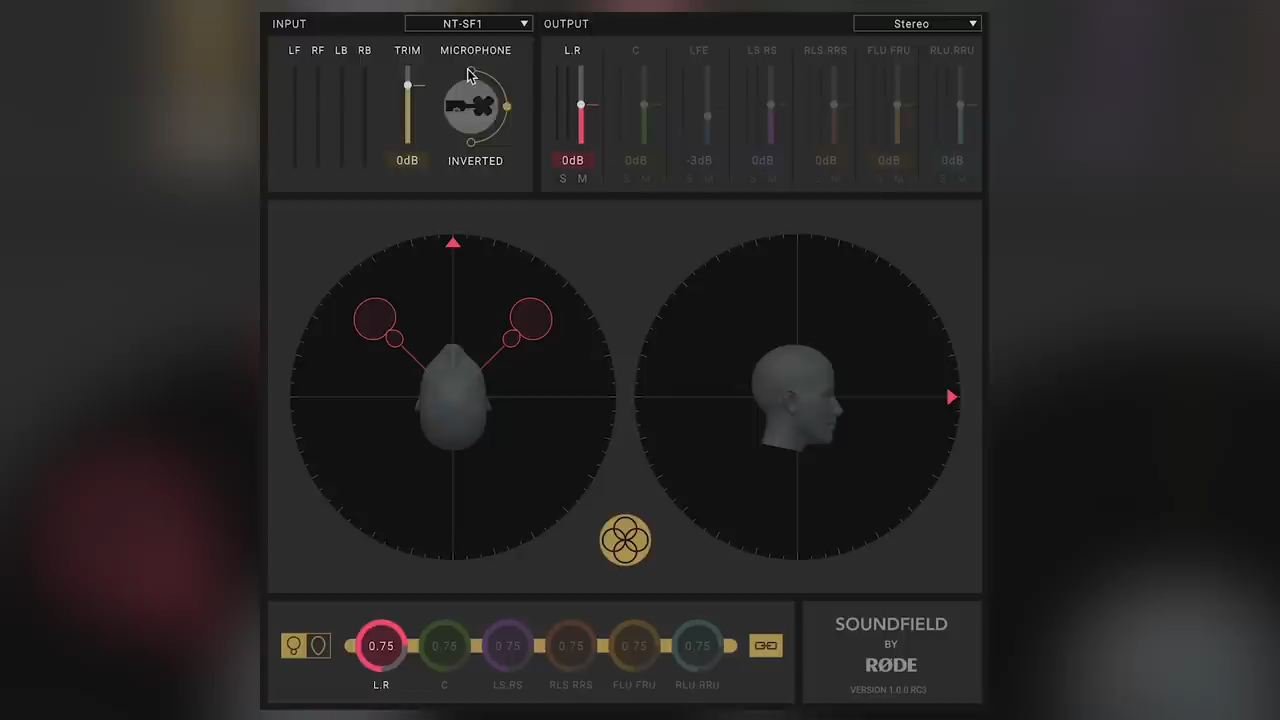 INPUT NT-SF1 OUTPUT Stereo
LF RF LB RB TRIM MICROPHONE L.R C LFE LS RS RLS RRS FLU FRU RLU.RRU
0dB INVERTED 0dB 0dB -3dB 0dB 0dB 0dB 0dB
S M S M S M S M S M S M S M
0.75 0.75 0.75 0.75 0.75 0.75
L.R C LS.RS RLS RRS FLU FRU RLU.RRU
SOUNDFIELD
BY
RØDE
VERSION 1.0.0 RC3